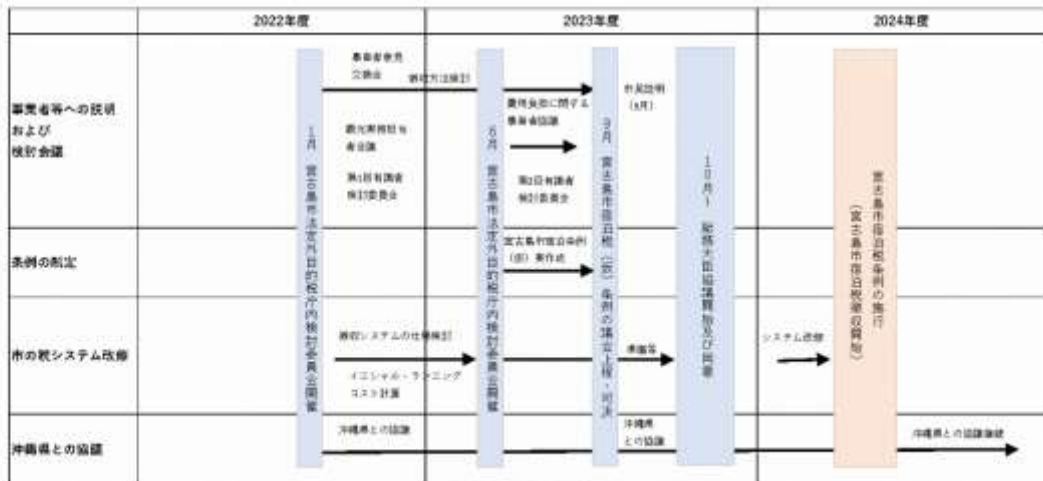 2022年度
2023年度
2024年度
事業者等への説明
および
検討会議
条例の制定
市の税システム改修
沖縄県との協議
1月 宮古島市法定外目的税庁内検討委員会開催
事業者意見
交換会
徴収方法検討
観光実務担当
者会議
第1回有識者
検討委員会
徴収システムの仕様検討
イニシャル・ランニング
コスト計算
沖縄県との協議
6月 宮古島市法定外目的税庁内検討委員会開催
費用負担に関する
事業者協議
第2回有識者
検討委員会
宮古島市宿泊条例
(仮)案作成
9月 宮古島市宿泊税(仮)条例の議会上程・可決
市民説明
準備等
沖縄県
との協議
10月~ 総務大臣協議開始及び同意
システム改修
宮古島市宿泊税条例の施行
(宮古島市宿泊税徴収開始)
沖縄県との協議継続